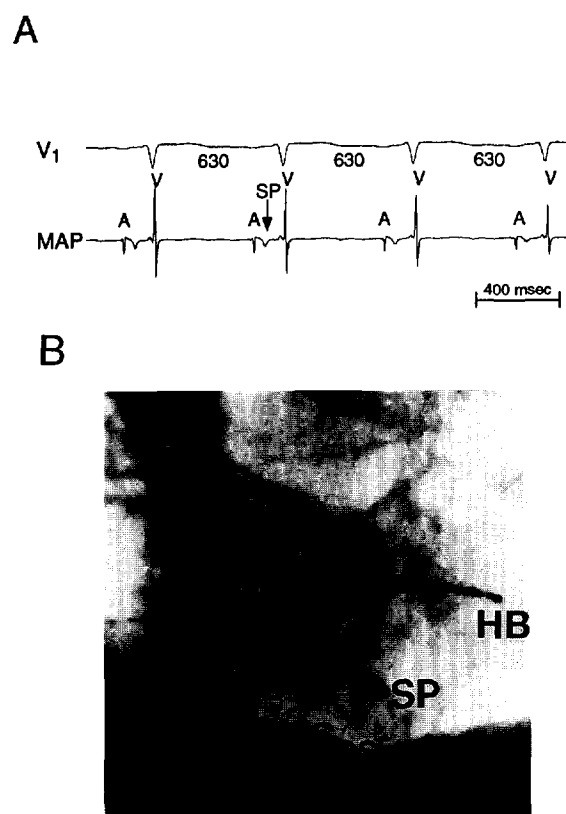 A
V1
630 630 630
V V V V
SP
A A A A
MAP
400 msec
B
HB
SP